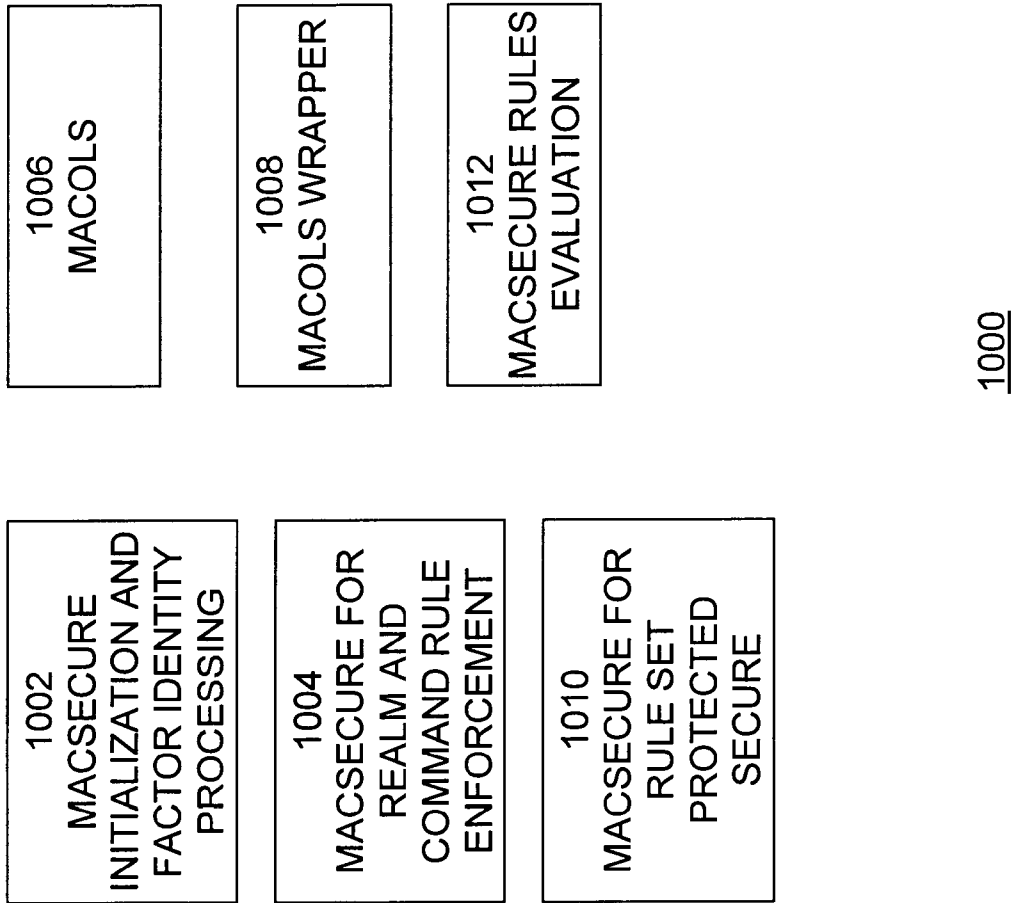 1002
MACSECURE
INITIALIZATION AND
FACTOR IDENTITY
PROCESSING
1004
MACSECURE FOR
REALM AND
COMMAND RULE
ENFORCEMENT
1010
MACSECURE FOR
RULE SET
PROTECTED
SECURE
1006
MACOLS
1008
MACOLS WRAPPER
1012
MACSECURE RULES
EVALUATION
1000